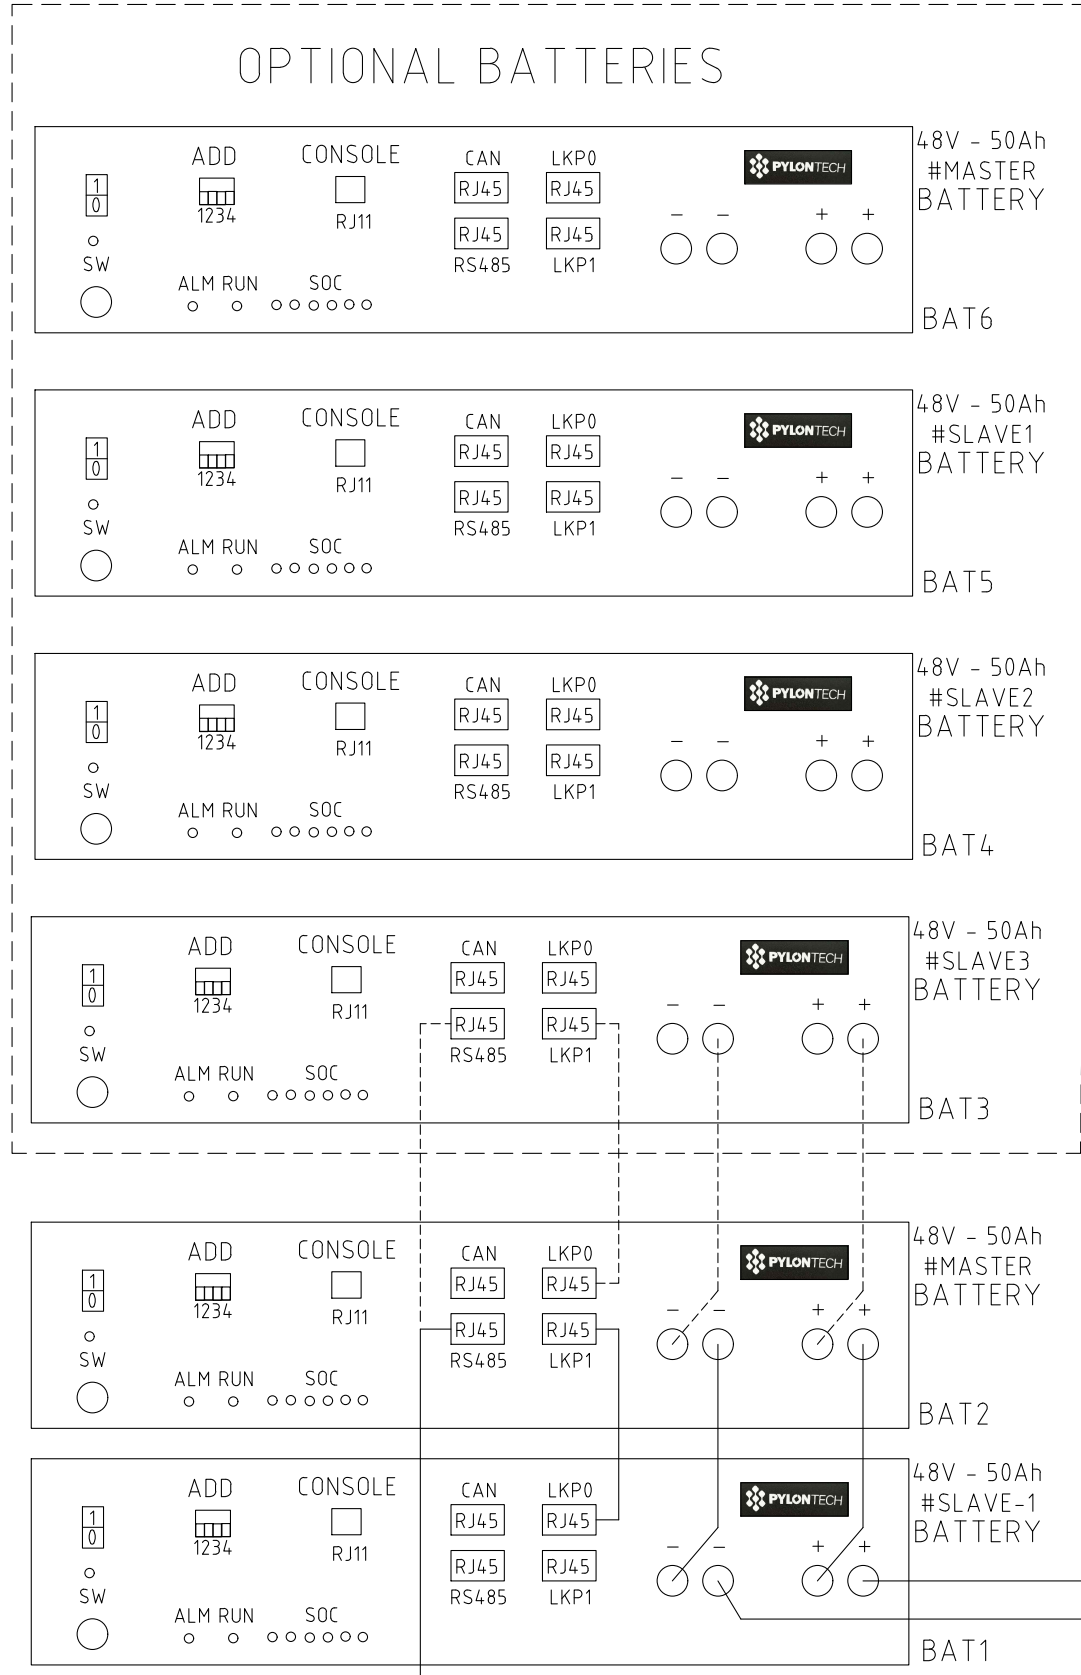 OPTIONAL BATTERIES
48V - 50Ah
#MASTER
BATTERY
ADD CONSOLE CAN LKP0
PYLONTECH
1 RJ45 RJ45
0 1234 RJ11
- - + +
RJ45 RJ45
SW RS485 LKP1
ALM RUN SOC
BAT6
48V - 50Ah
#SLAVE1
BATTERY
ADD CONSOLE CAN LKP0
PYLONTECH
1 RJ45 RJ45
0 1234 RJ11
- - + +
RJ45 RJ45
SW RS485 LKP1
ALM RUN SOC
BAT5
48V - 50Ah
#SLAVE2
BATTERY
ADD CONSOLE CAN LKP0
PYLONTECH
1 RJ45 RJ45
0 1234 RJ11
- - + +
RJ45 RJ45
SW RS485 LKP1
ALM RUN SOC
BAT4
48V - 50Ah
#SLAVE3
BATTERY
ADD CONSOLE CAN LKP0
PYLONTECH
1 RJ45 RJ45
0 1234 RJ11
- - + +
RJ45 RJ45
SW RS485 LKP1
ALM RUN SOC
BAT3
48V - 50Ah
#MASTER
BATTERY
ADD CONSOLE CAN LKP0
PYLONTECH
1 RJ45 RJ45
0 1234 RJ11
- - + +
RJ45 RJ45
SW RS485 LKP1
ALM RUN SOC
BAT2
48V - 50Ah
#SLAVE-1
BATTERY
ADD CONSOLE CAN LKP0
PYLONTECH
1 RJ45 RJ45
0 1234 RJ11
- - + +
RJ45 RJ45
SW RS485 LKP1
ALM RUN SOC
BAT1